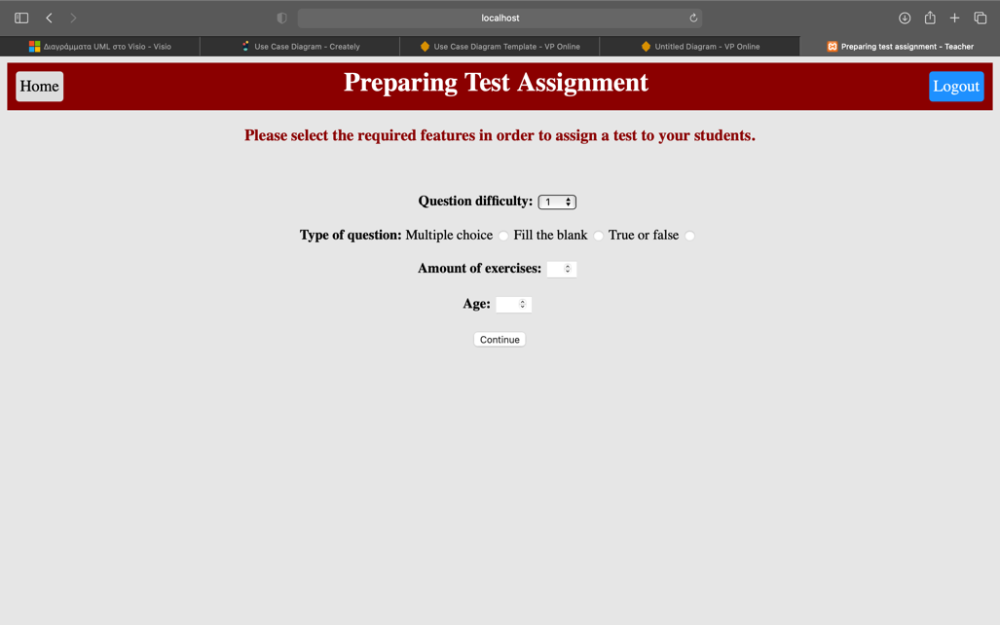 localhost
Διαγράμματα UML στο Visio - Visio
Use Case Diagram - Creately
Use Case Diagram Template - VP Online
Untitled Diagram - VP Online
Preparing test assignment - Teacher
Home
Preparing Test Assignment
Logout
Please select the required features in order to assign a test to your students.
Question difficulty: 1
Type of question: Multiple choice Fill the blank True or false
Amount of exercises:
Age:
Continue